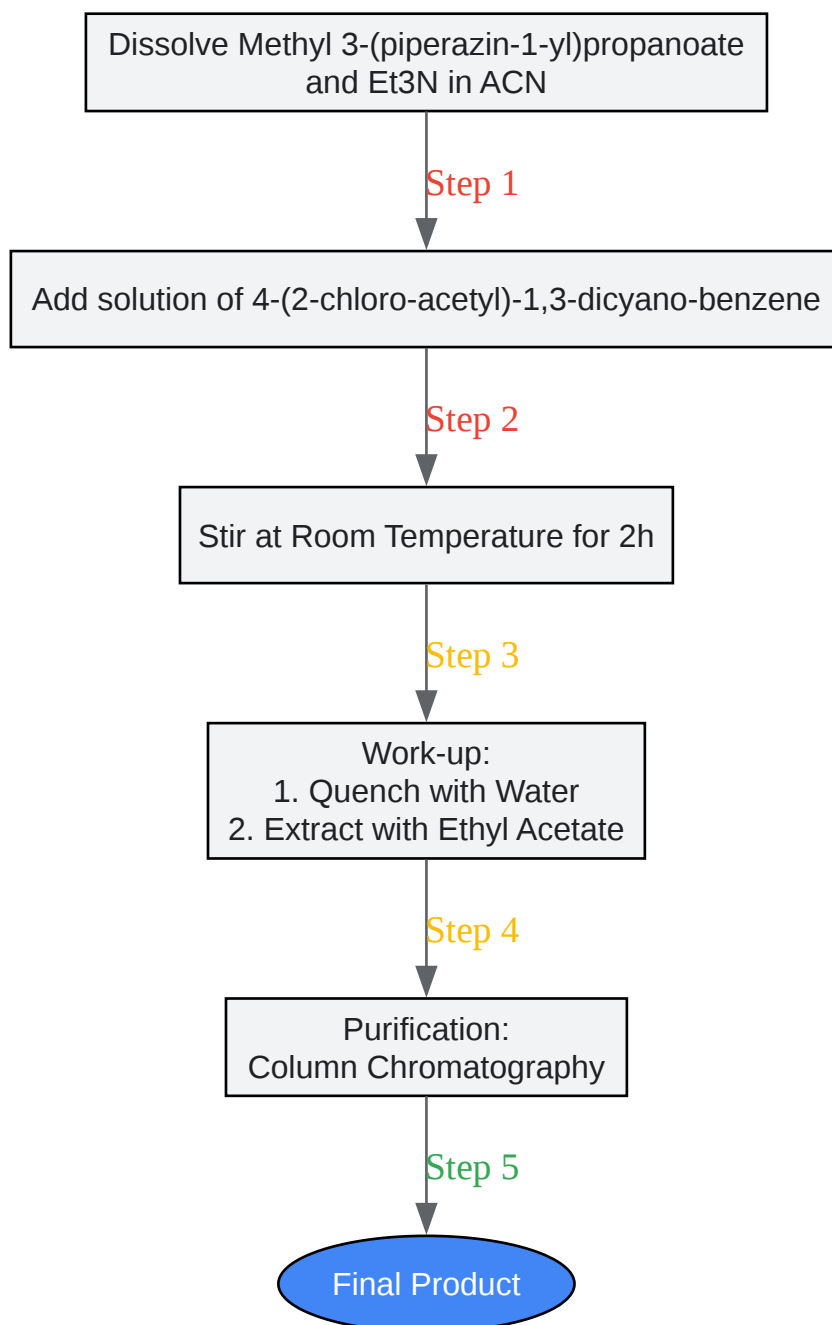 Dissolve Methyl 3-(piperazin-1-yl)propanoate
and Et3N in ACN
Step 1
Add solution of 4-(2-chloro-acetyl)-1,3-dicyano-benzene
Step 2
Stir at Room Temperature for 2h
Step 3
Work-up:
1. Quench with Water
2. Extract with Ethyl Acetate
Step 4
Purification:
Column Chromatography
Step 5
Final Product